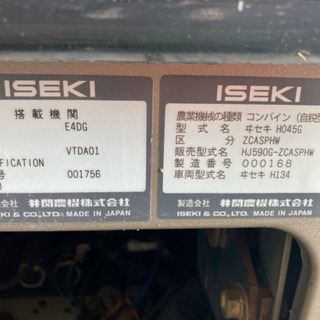 ISEKI
搭載機関
E4DG
VTDA01
FICATION
001756
会社 井関農機株式会社
ISEKI & CO., LTD. MADE IN JAPAN
ISEKI
農業機械の種類 コンバイン(自脱型
型式名 ヰセキ HO45G
区分 ZCASPHW
販売型式名 HJ590G-ZCASPHW
製造番号 000168
車両型式名 ヰセキ H134
製造会社 井関農機株式会社
ISEKI & CO., LTD. MADE IN JAPAN